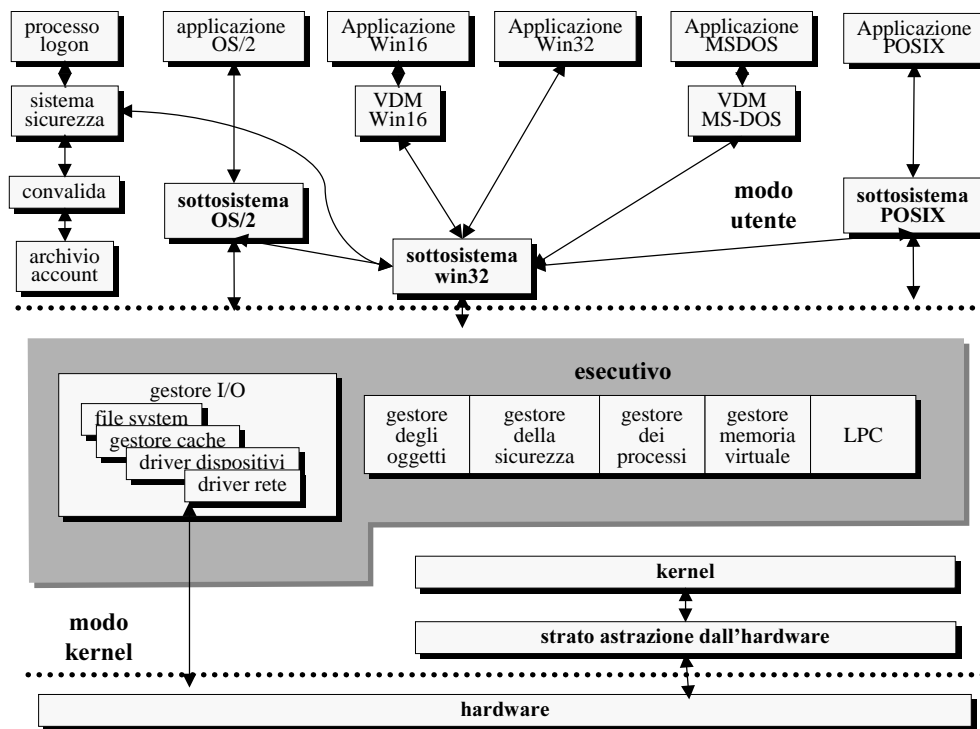 processo
logon
applicazione
OS/2
Applicazione
Win16
Applicazione
Win32
Applicazione
MSDOS
Applicazione
POSIX
sistema
sicurezza
VDM
Win16
VDM
MS-DOS
convalida
sottosistema
OS/2
modo
utente
sottosistema
POSIX
archivio
account
sottosistema
win32
esecutivo
gestore I/O
file system
gestore cache
driver dispositivi
driver rete
gestore
degli
oggetti
gestore
della
sicurezza
gestore
dei
processi
gestore
memoria
virtuale
LPC
kernel
modo
kernel
strato astrazione dall'hardware
hardware